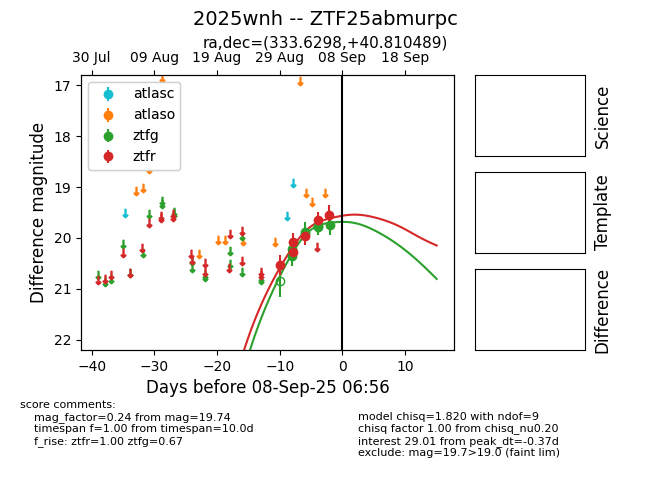 2025wnh -- ZTF25abmurpc
ra,dec=(333.6298,+40.810489)
30 Jul 09 Aug 19 Aug 29 Aug 08 Sep 18 Sep
atlasc
atlaso
ztfg
ztfr
17
18
19
20
21
22
Difference magnitude
−40 −30 −20 −10 0 10
Days before 08-Sep-25 06:56
Science
Template
Difference
score comments:
mag_factor=0.24 from mag=19.74
timespan f=1.00 from timespan=10.0d
f_rise: ztfr=1.00 ztfg=0.67
model chisq=1.820 with ndof=9
chisq factor 1.00 from chisq_nu0.20
interest 29.01 from peak_dt=-0.37d
exclude: mag=19.7>19.0 (faint lim)